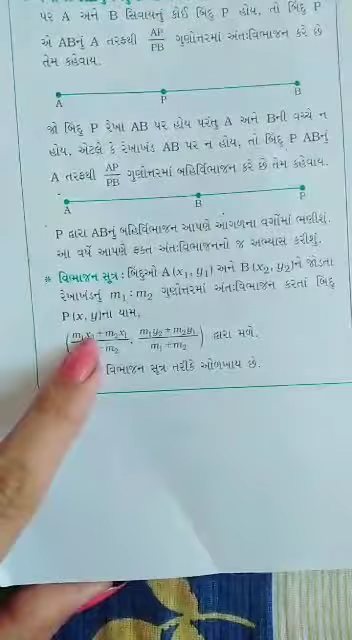 પર A અને B સિવાયનું કોઈ બિંદુ P હોય, તો બિંદુ P
એ ABનું A તરફથી AP/PB ગુણોત્તરમાં અંતઃવિભાજન કરે છે
તેમ કહેવાય.
A P B
જો બિંદુ P રેખા AB પર હોય પરંતુ A અને Bની વચ્ચે ન
હોય, એટલે કે રેખાખંડ AB પર ન હોય, તો બિંદુ P ABનું
A તરફથી AP/PB ગુણોત્તરમાં બહિર્વિભાજન કરે છે તેમ કહેવાય.
A B P
P દ્વારા ABનું બહિર્વિભાજન આપણે આગળના વર્ગોમાં ભણીશું.
આ વર્ષે આપણે ફક્ત અંતઃવિભાજનનો જ અભ્યાસ કરીશું.
* વિભાજન સૂત્ર : બિંદુઓ A (x₁, y₁) અને B (x₂, y₂)ને જોડતા
રેખાખંડનું m₁ : m₂ ગુણોત્તરમાં અંતઃવિભાજન કરતાં બિંદુ
P (x, y)ના યામ,
(m₁x₂ + m₂x₁ / + m₂ , m₁y₂ + m₂y₁ / m₁ + m₂) દ્વારા મળે.
વિભાજન સૂત્ર તરીકે ઓળખાય છે.